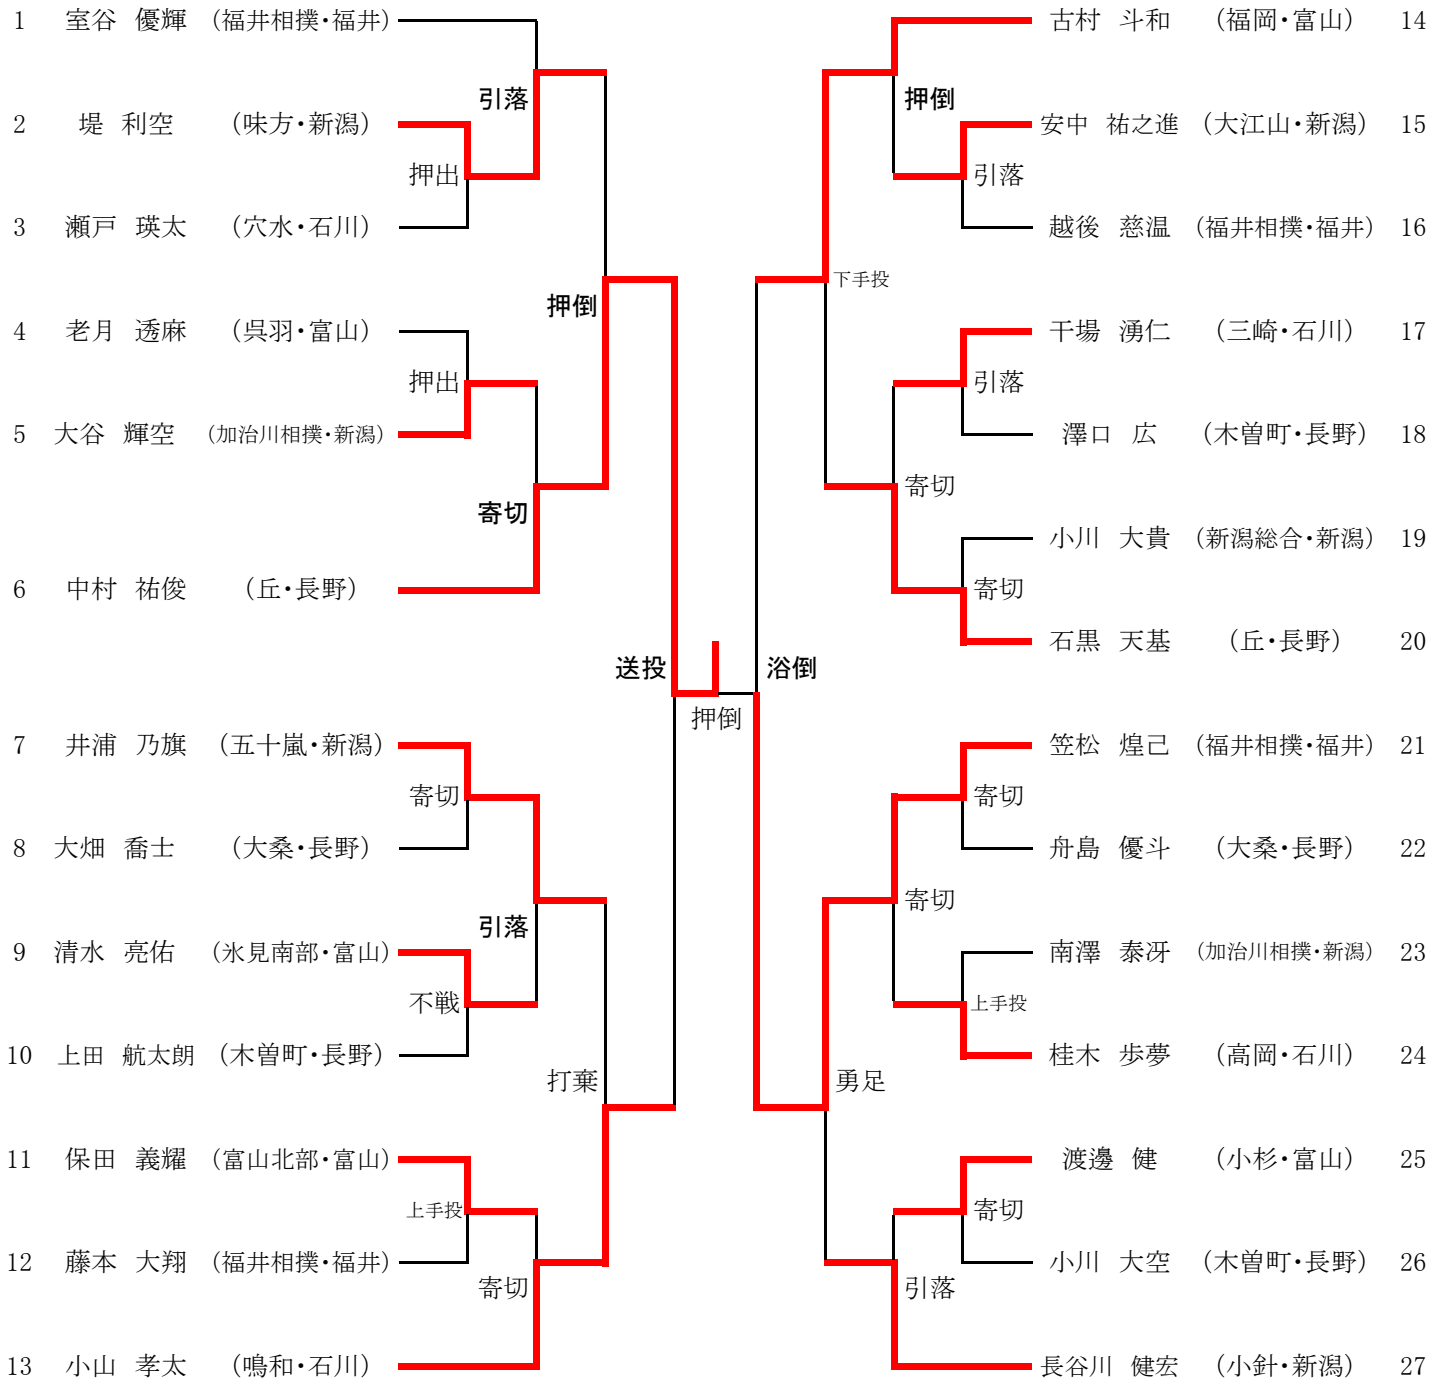 1 室谷 優輝 (福井相撲・福井)
引落
2 堤 利空 (味方・新潟)
押出
3 瀬戸 瑛太 (穴水・石川)
押倒
4 老月 透麻 (呉羽・富山)
押出
5 大谷 輝空 (加治川相撲・新潟)
寄切
6 中村 祐俊 (丘・長野)
送投
7 井浦 乃旗 (五十嵐・新潟)
寄切
8 大畑 喬士 (大桑・長野)
引落
9 清水 亮佑 (氷見南部・富山)
不戦
10 上田 航太朗 (木曽町・長野)
打棄
11 保田 義耀 (富山北部・富山)
上手投
12 藤本 大翔 (福井相撲・福井)
寄切
13 小山 孝太 (鳴和・石川)
押倒
古村 斗和 (福岡・富山) 14
押倒
安中 祐之進 (大江山・新潟) 15
引落
越後 慈温 (福井相撲・福井) 16
下手投
干場 湧仁 (三崎・石川) 17
引落
澤口 広 (木曽町・長野) 18
寄切
小川 大貴 (新潟総合・新潟) 19
寄切
石黒 天基 (丘・長野) 20
浴倒
笠松 煌己 (福井相撲・福井) 21
寄切
舟島 優斗 (大桑・長野) 22
寄切
南澤 泰冴 (加治川相撲・新潟) 23
上手投
桂木 歩夢 (高岡・石川) 24
勇足
渡邊 健 (小杉・富山) 25
寄切
小川 大空 (木曽町・長野) 26
引落
長谷川 健宏 (小針・新潟) 27